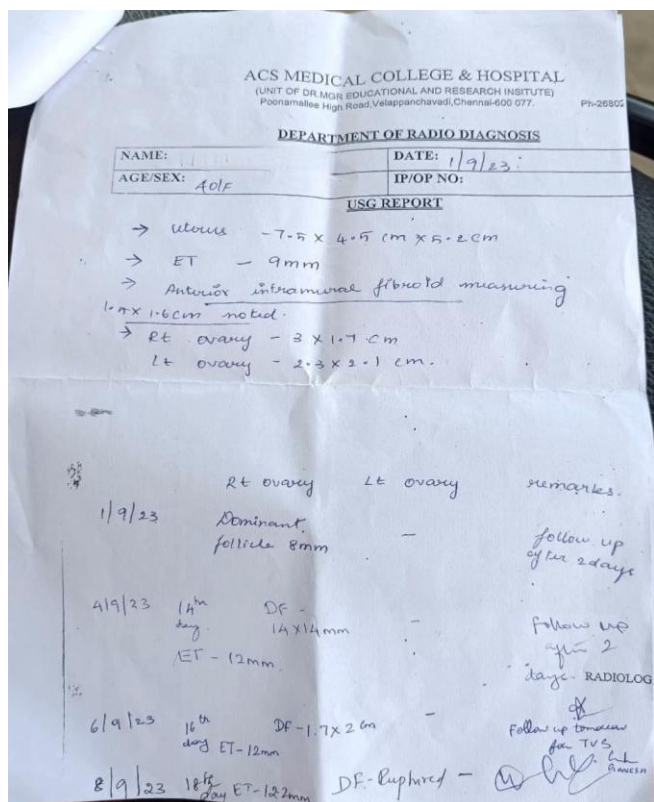 ACS MEDICAL COLLEGE & HOSPITAL
(UNIT OF DR.MGR EDUCATIONAL AND RESEARCH INSITUTE)
Poonamallee High Road,Velappanchavadi,Chennai-600 077. Ph-2680
DEPARTMENT OF RADIO DIAGNOSIS
NAME: DATE: 1/9/23
AGE/SEX: 40/F IP/OP NO:
USG REPORT
→ uterus - 7.5 x 4.5 cm x 5.2 cm
→ ET - 9mm
→ Anterior intramural fibroid measuring
x 1.6cm noted.
→ Rt ovary - 3 x 1.7 cm
Lt ovary - 2.3 x 2.1 cm.
Rt ovary Lt ovary remarks.
1/9/23 Dominant - follow up
follicle 8mm after 2days
4/9/23 14th DF - - Follow up
day 14x14mm after 2
ET - 12mm. days. RADIOLOG
6/9/23 16th DF - 1.7 x 2 cm - Follow up tomorrow
day ET - 12mm for TVS
8/9/23 18th day ET - 12.2mm DF - Ruptured -